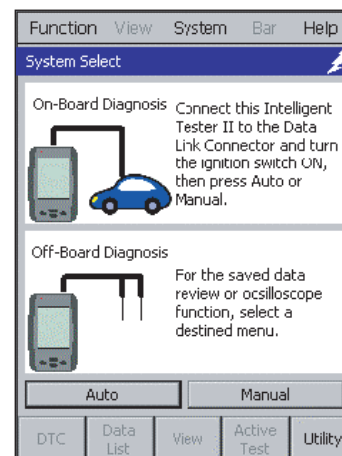 Function View System Bar Help
System Select
On-Board Diagnosis
Connect this Intelligent
Tester II to the Data
Link Connector and turn
the ignition switch ON,
then press Auto or
Manual.
Off-Board Diagnosis
For the saved data
review or ocsilloscope
function, select a
destined menu.
Auto Manual
DTC Data List View Active Test Utility